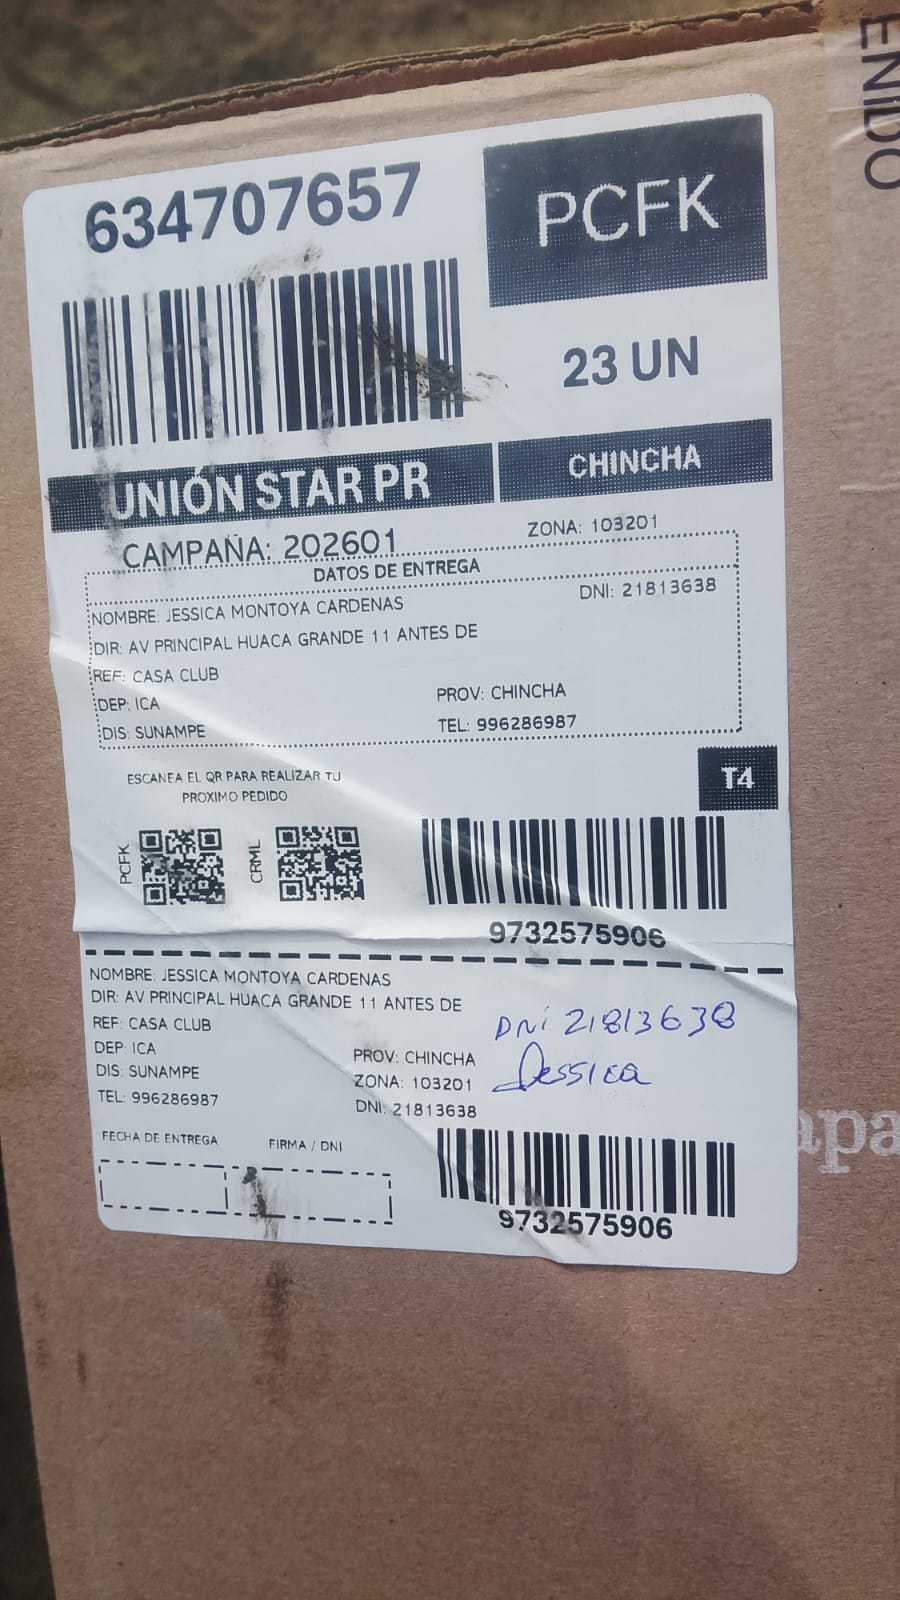 ENIDO
634707657
PCFK
23 UN
UNIÓN STAR PR
CHINCHA
CAMPAÑA: 202601
ZONA: 103201
DATOS DE ENTREGA
NOMBRE: JESSICA MONTOYA CARDENAS
DNI: 21813638
DIR: AV PRINCIPAL HUACA GRANDE 11 ANTES DE
REF: CASA CLUB
DEP: ICA
PROV: CHINCHA
DIS: SUNAMPE
TEL: 996286987
T4
ESCANEA EL QR PARA REALIZAR TU
PROXIMO PEDIDO
PCFK
CRML
9732575906
NOMBRE: JESSICA MONTOYA CARDENAS
DIR: AV PRINCIPAL HUACA GRANDE 11 ANTES DE
REF: CASA CLUB
DEP: ICA
PROV: CHINCHA
DIS: SUNAMPE
ZONA: 103201
TEL: 996286987
DNI: 21813638
DNi 21813638
Jessica
FECHA DE ENTREGA
FIRMA / DNI
9732575906
apa